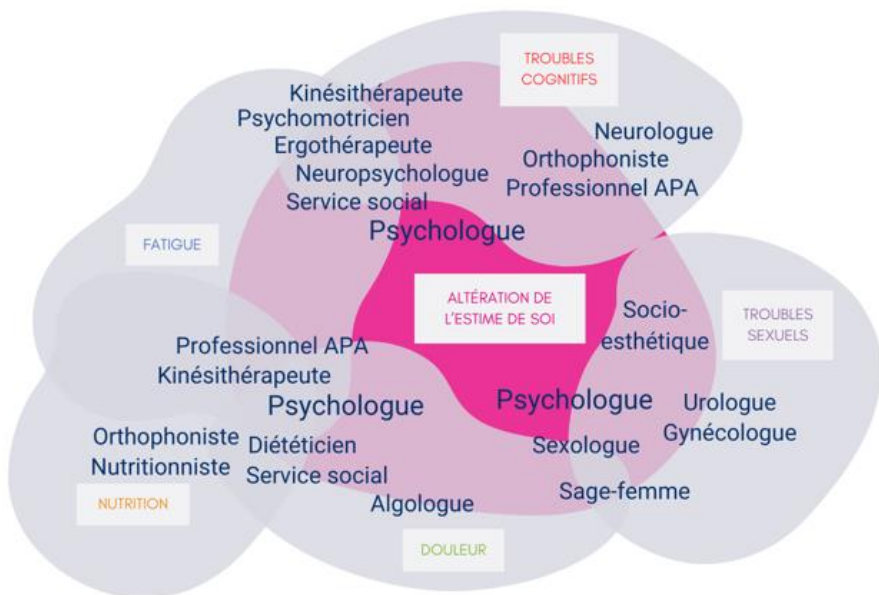 TROUBLES
COGNITIFS
Kinésithérapeute
Psychomotricien
Ergothérapeute
Neuropsychologue
Service social
Psychologue
Neurologue
Orthophoniste
Professionnel APA
FATIGUE
ALTÉRATION DE
L'ESTIME DE SOI
Socio-
esthétique
TROUBLES
SEXUELS
Professionnel APA
Kinésithérapeute
Psychologue
Psychologue
Urologue
Gynécologue
Orthophoniste
Nutritionniste
Diététicien
Service social
Sexologue
Algologue
Sage-femme
NUTRITION
DOULEUR